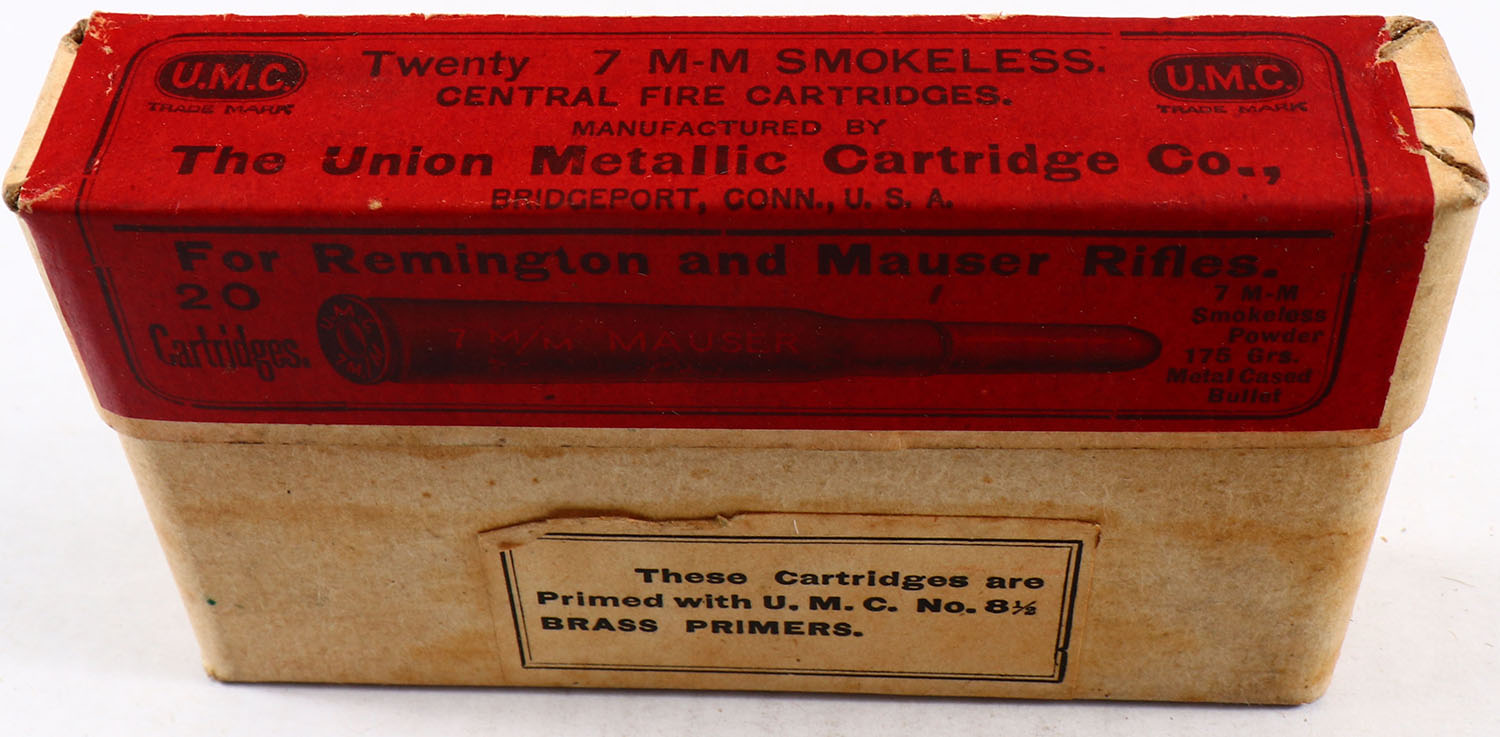 U.M.C.
TRADE MARK
Twenty 7 M-M SMOKELESS.
CENTRAL FIRE CARTRIDGES.
U.M.C.
TRADE MARK
MANUFACTURED BY
The Union Metallic Cartridge Co.,
BRIDGEPORT, CONN., U. S. A.
For Remington and Mauser Rifles.
20
Cartridges.
U.M.C.
7 M/M MAUSER
7 M-M
Smokeless
Powder
175 Grs.
Metal Cased
Bullet
These Cartridges are
Primed with U. M. C. No. 8½
BRASS PRIMERS.